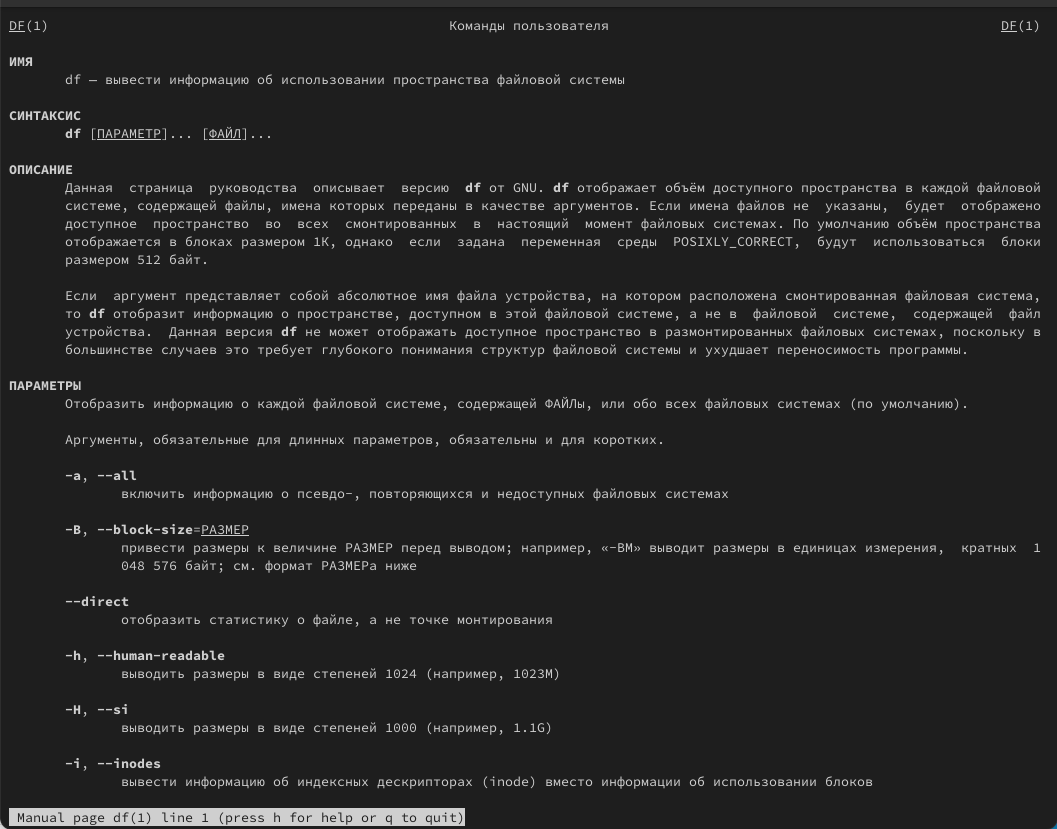 DF(1) Команды пользователя DF(1)
ИМЯ
df — вывести информацию об использовании пространства файловой системы
СИНТАКСИС
df [ПАРАМЕТР]... [ФАЙЛ]...
ОПИСАНИЕ
Данная страница руководства описывает версию df от GNU. df отображает объём доступного пространства в каждой файловой
системе, содержащей файлы, имена которых переданы в качестве аргументов. Если имена файлов не указаны, будет отображено
доступное пространство во всех смонтированных в настоящий момент файловых системах. По умолчанию объём пространства
отображается в блоках размером 1K, однако если задана переменная среды POSIXLY_CORRECT, будут использоваться блоки
размером 512 байт.
Если аргумент представляет собой абсолютное имя файла устройства, на котором расположена смонтированная файловая система,
то df отобразит информацию о пространстве, доступном в этой файловой системе, а не в файловой системе, содержащей файл
устройства. Данная версия df не может отображать доступное пространство в размонтированных файловых системах, поскольку в
большинстве случаев это требует глубокого понимания структур файловой системы и ухудшает переносимость программы.
ПАРАМЕТРЫ
Отобразить информацию о каждой файловой системе, содержащей ФАЙЛы, или обо всех файловых системах (по умолчанию).
Аргументы, обязательные для длинных параметров, обязательны и для коротких.
-a, --all
включить информацию о псевдо-, повторяющихся и недоступных файловых системах
-B, --block-size=РАЗМЕР
привести размеры к величине РАЗМЕР перед выводом; например, «-BM» выводит размеры в единицах измерения, кратных 1
048 576 байт; см. формат РАЗМЕРа ниже
--direct
отобразить статистику о файле, а не точке монтирования
-h, --human-readable
выводить размеры в виде степеней 1024 (например, 1023M)
-H, --si
выводить размеры в виде степеней 1000 (например, 1.1G)
-i, --inodes
вывести информацию об индексных дескрипторах (inode) вместо информации об использовании блоков
Manual page df(1) line 1 (press h for help or q to quit)